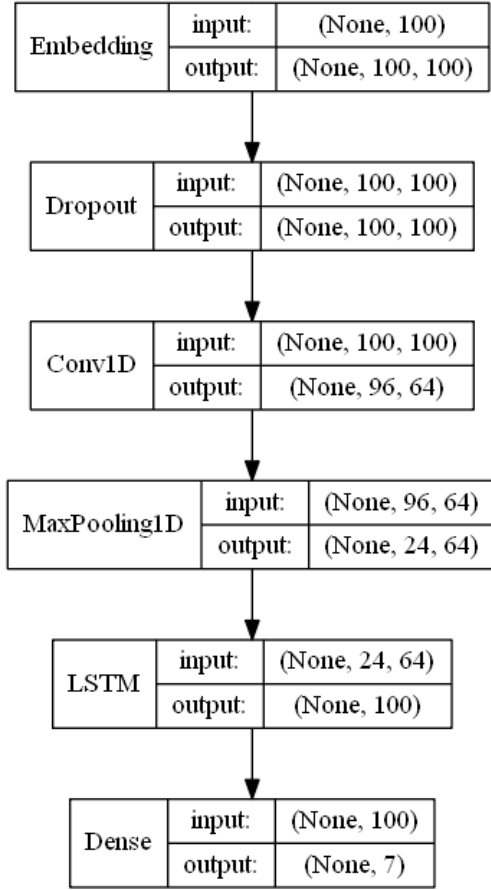 Embedding
input: (None, 100)
output: (None, 100, 100)
Dropout
input: (None, 100, 100)
output: (None, 100, 100)
Conv1D
input: (None, 100, 100)
output: (None, 96, 64)
MaxPooling1D
input: (None, 96, 64)
output: (None, 24, 64)
LSTM
input: (None, 24, 64)
output: (None, 100)
Dense
input: (None, 100)
output: (None, 7)